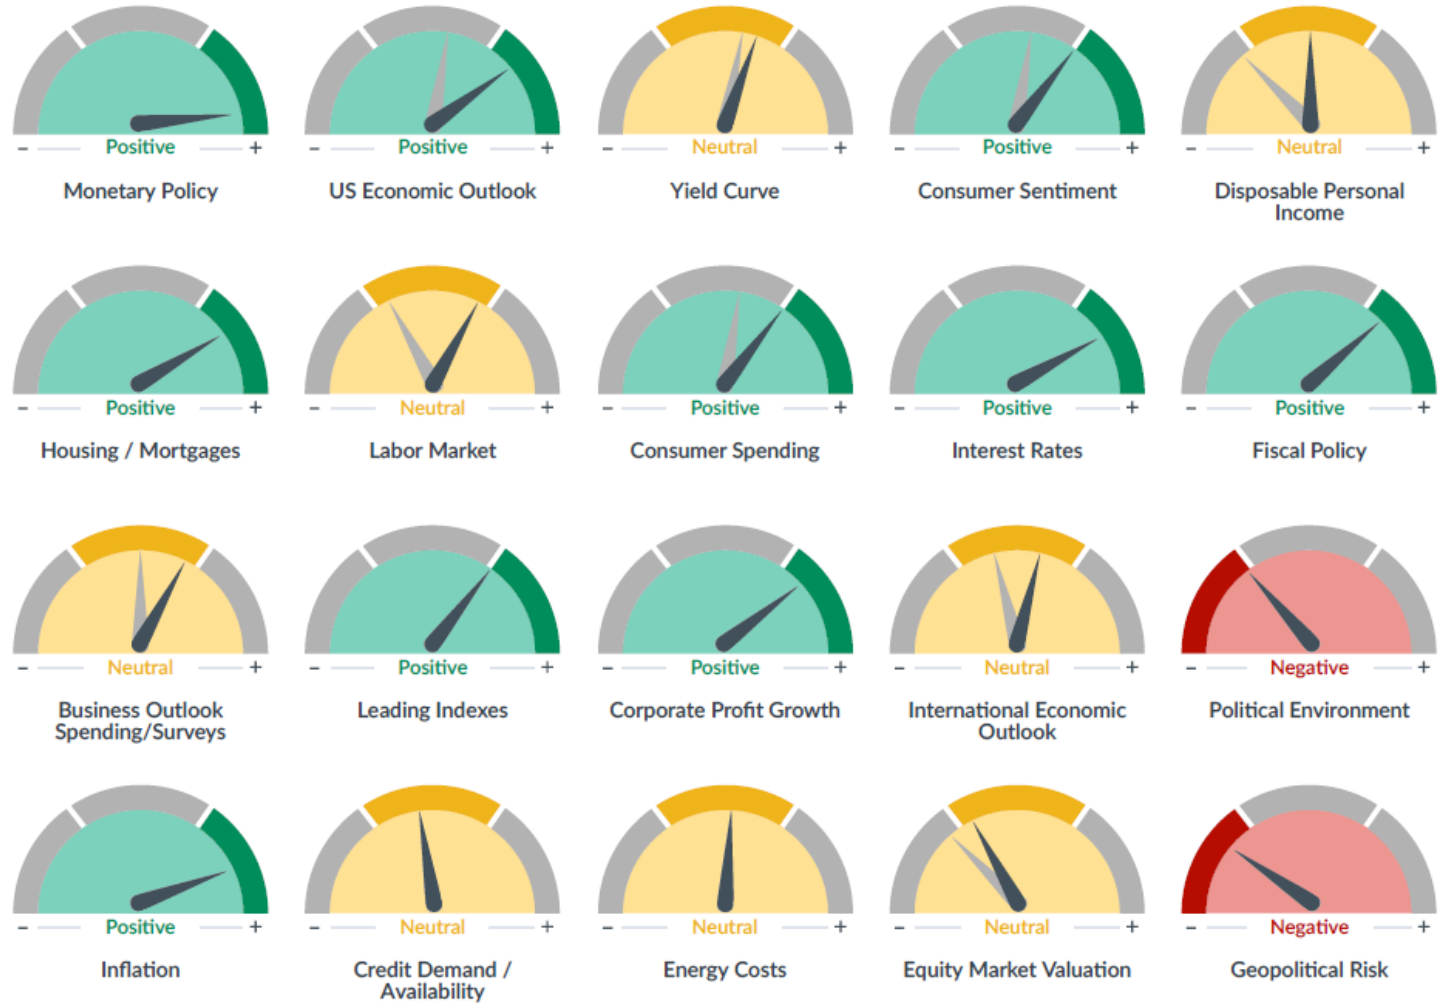 - Positive +
Monetary Policy
- Positive +
US Economic Outlook
- Neutral +
Yield Curve
- Positive +
Consumer Sentiment
- Neutral +
Disposable Personal
Income
- Positive +
Housing / Mortgages
- Neutral +
Labor Market
- Positive +
Consumer Spending
- Positive +
Interest Rates
- Positive +
Fiscal Policy
- Neutral +
Business Outlook
Spending/Surveys
- Positive +
Leading Indexes
- Positive +
Corporate Profit Growth
- Neutral +
International Economic
Outlook
- Negative +
Political Environment
- Positive +
Inflation
- Neutral +
Credit Demand /
Availability
- Neutral +
Energy Costs
- Neutral +
Equity Market Valuation
- Negative +
Geopolitical Risk